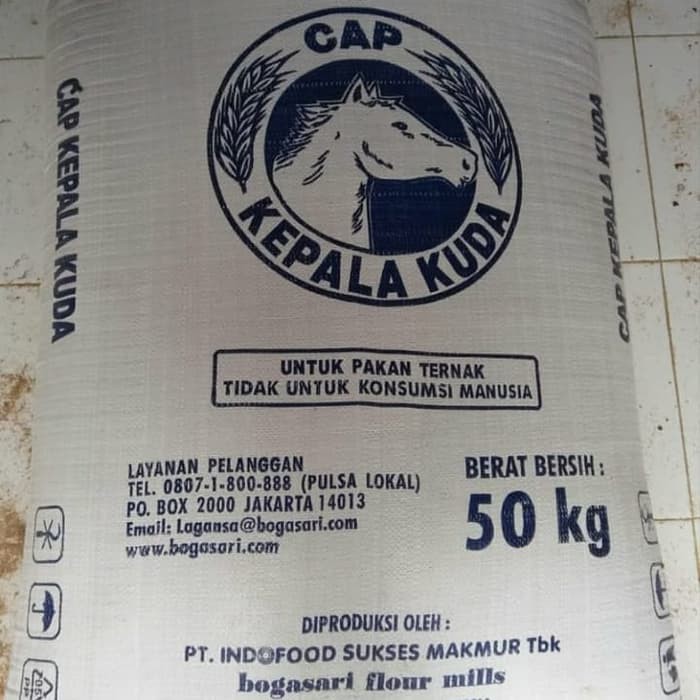 CAP
KEPALA KUDA
CAP KEPALA KUDA
CAP KEPALA KUDA
UNTUK PAKAN TERNAK
TIDAK UNTUK KONSUMSI MANUSIA
LAYANAN PELANGGAN
TEL. 0807-1-800-888 (PULSA LOKAL)
PO. BOX 2000 JAKARTA 14013
Email: Lagansa@bogasari.com
www.bogasari.com
BERAT BERSIH :
50 kg
DIPRODUKSI OLEH :
PT. INDOFOOD SUKSES MAKMUR Tbk
bogasari flour mills